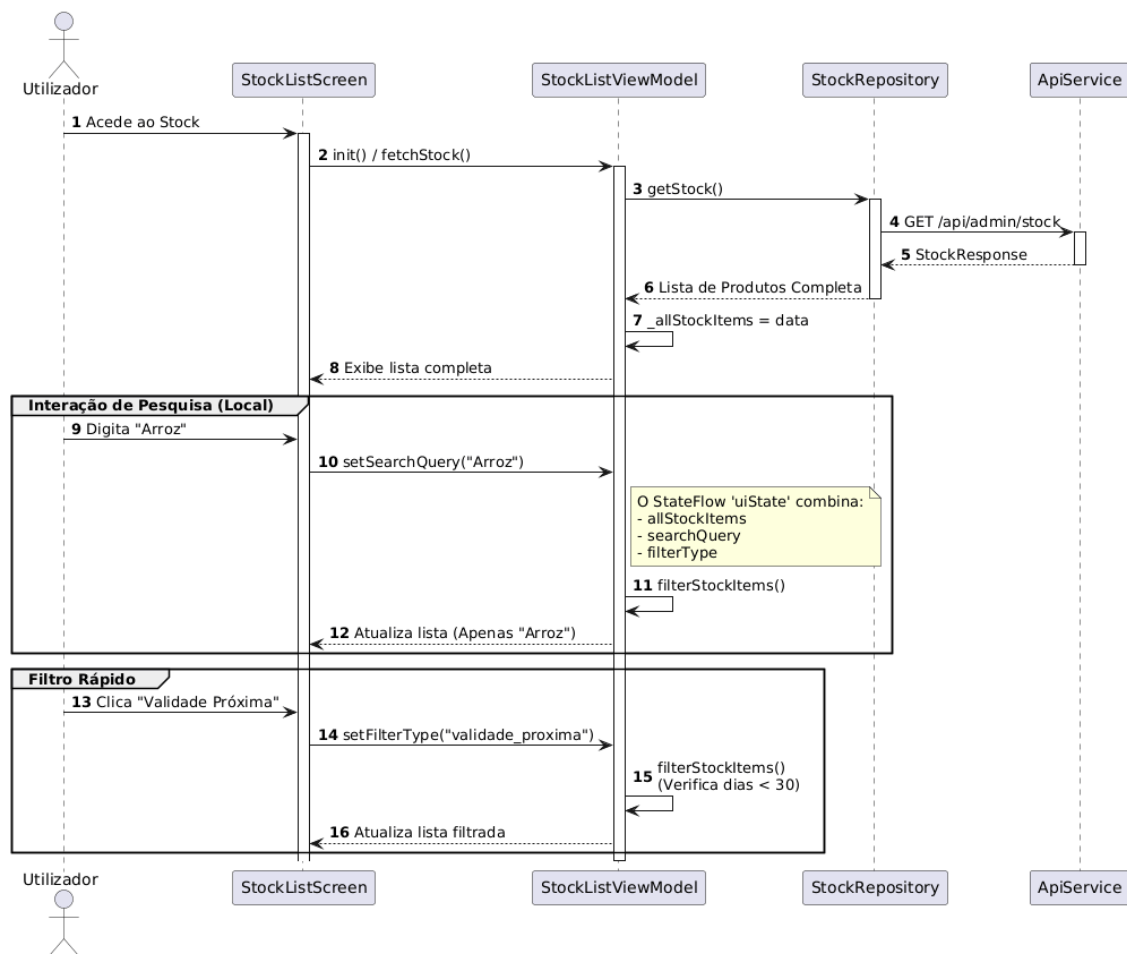 Utilizador
StockListScreen
StockListViewModel
StockRepository
ApiService
1 Acede ao Stock
2 init() / fetchStock()
3 getStock()
4 GET /api/admin/stock
5 StockResponse
6 Lista de Produtos Completa
7 _allStockItems = data
8 Exibe lista completa
Interação de Pesquisa (Local)
9 Digita "Arroz"
10 setSearchQuery("Arroz")
O StateFlow 'uiState' combina:
- allStockItems
- searchQuery
- filterType
11 filterStockItems()
12 Atualiza lista (Apenas "Arroz")
Filtro Rápido
13 Clica "Validade Próxima"
14 setFilterType("validade_proxima")
15 filterStockItems()
(Verifica dias < 30)
16 Atualiza lista filtrada
Utilizador
StockListScreen
StockListViewModel
StockRepository
ApiService